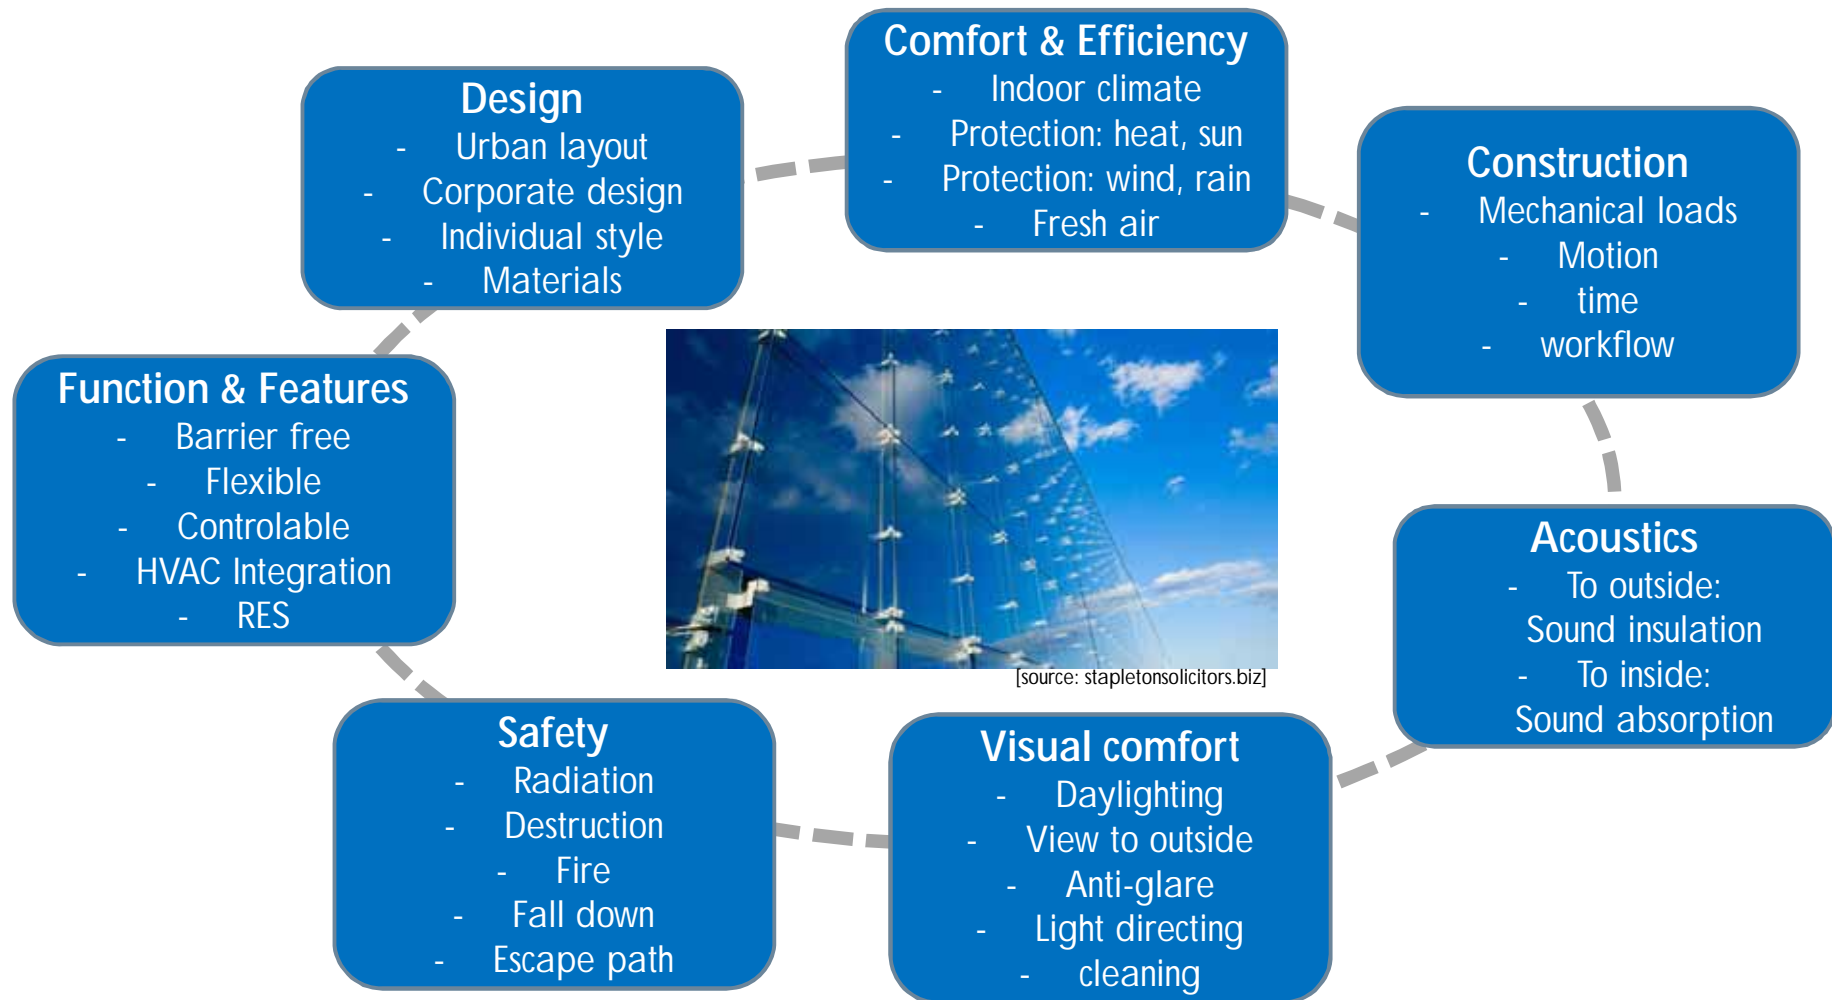 Comfort & Efficiency
- Indoor climate
- Protection: heat, sun
- Protection: wind, rain
- Fresh air
Design
- Urban layout
- Corporate design
- Individual style
- Materials
Construction
- Mechanical loads
- Motion
- time
- workflow
Function & Features
- Barrier free
- Flexible
- Controlable
- HVAC Integration
- RES
Acoustics
- To outside:
Sound insulation
- To inside:
Sound absorption
[source: stapletonsolicitors.biz]
Safety
- Radiation
- Destruction
- Fire
- Fall down
- Escape path
Visual comfort
- Daylighting
- View to outside
- Anti-glare
- Light directing
- cleaning